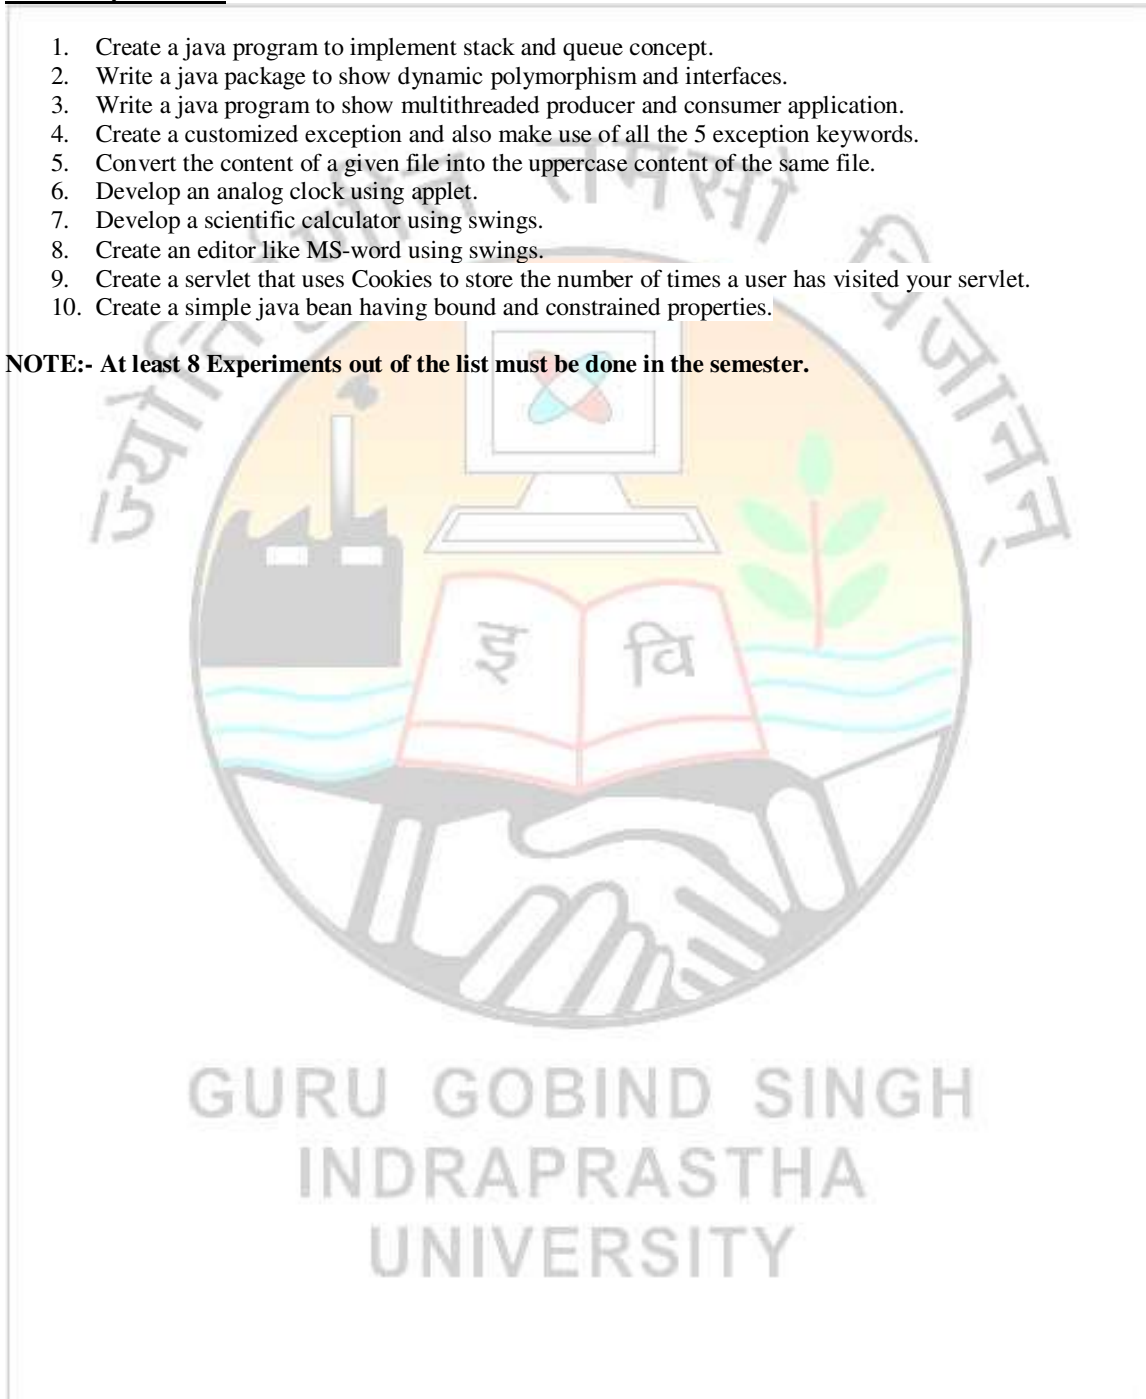 1. Create a java program to implement stack and queue concept.
2. Write a java package to show dynamic polymorphism and interfaces.
3. Write a java program to show multithreaded producer and consumer application.
4. Create a customized exception and also make use of all the 5 exception keywords.
5. Convert the content of a given file into the uppercase content of the same file.
6. Develop an analog clock using applet.
7. Develop a scientific calculator using swings.
8. Create an editor like MS-word using swings.
9. Create a servlet that uses Cookies to store the number of times a user has visited your servlet.
10. Create a simple java bean having bound and constrained properties.
NOTE:- At least 8 Experiments out of the list must be done in the semester.
इ वि
GURU GOBIND SINGH
INDRAPRASTHA
UNIVERSITY